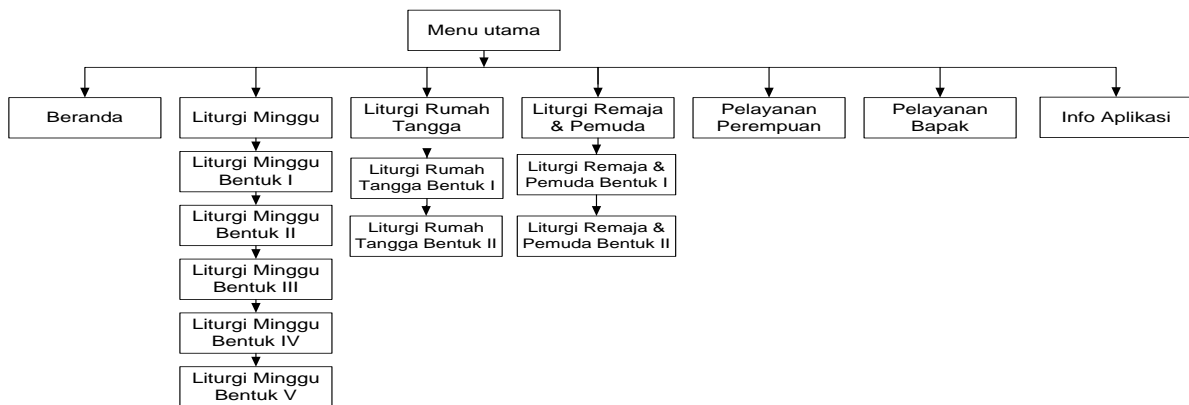 Menu utama
Beranda
Liturgi Minggu
Liturgi Rumah
Tangga
Liturgi Remaja
& Pemuda
Pelayanan
Perempuan
Pelayanan
Bapak
Info Aplikasi
Liturgi Minggu
Bentuk I
Liturgi Minggu
Bentuk II
Liturgi Minggu
Bentuk III
Liturgi Minggu
Bentuk IV
Liturgi Minggu
Bentuk V
Liturgi Rumah
Tangga Bentuk I
Liturgi Rumah
Tangga Bentuk II
Liturgi Remaja &
Pemuda Bentuk I
Liturgi Remaja &
Pemuda Bentuk II